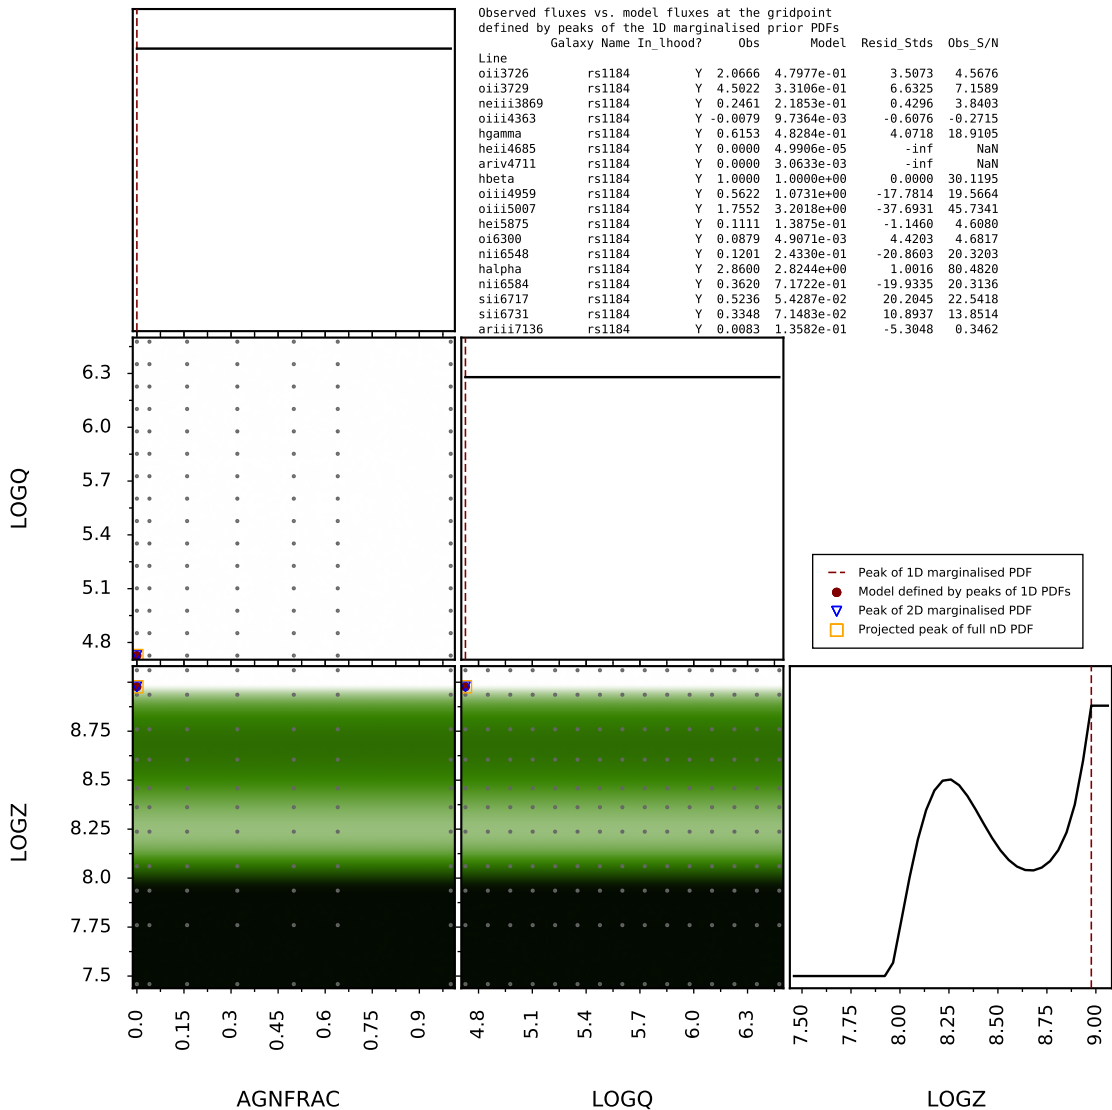 Observed fluxes vs. model fluxes at the gridpoint
defined by peaks of the 1D marginalised prior PDFs
Galaxy Name In_lhood? Obs Model Resid_Stds Obs_S/N
Line
oii3726 rs1184 Y 2.0666 4.7977e-01 3.5073 4.5676
oii3729 rs1184 Y 4.5022 3.3106e-01 6.6325 7.1589
neiii3869 rs1184 Y 0.2461 2.1853e-01 0.4296 3.8403
oiii4363 rs1184 Y -0.0079 9.7364e-03 -0.6076 -0.2715
hgamma rs1184 Y 0.6153 4.8284e-01 4.0718 18.9105
heii4685 rs1184 Y 0.0000 4.9906e-05 -inf NaN
ariv4711 rs1184 Y 0.0000 3.0633e-03 -inf NaN
hbeta rs1184 Y 1.0000 1.0000e+00 0.0000 30.1195
oiii4959 rs1184 Y 0.5622 1.0731e+00 -17.7814 19.5664
oiii5007 rs1184 Y 1.7552 3.2018e+00 -37.6931 45.7341
hei5875 rs1184 Y 0.1111 1.3875e-01 -1.1460 4.6080
oi6300 rs1184 Y 0.0879 4.9071e-03 4.4203 4.6817
nii6548 rs1184 Y 0.1201 2.4330e-01 -20.8603 20.3203
halpha rs1184 Y 2.8600 2.8244e+00 1.0016 80.4820
nii6584 rs1184 Y 0.3620 7.1722e-01 -19.9335 20.3136
sii6717 rs1184 Y 0.5236 5.4287e-02 20.2045 22.5418
sii6731 rs1184 Y 0.3348 7.1483e-02 10.8937 13.8514
ariii7136 rs1184 Y 0.0083 1.3582e-01 -5.3048 0.3462
6.3
6.0
5.7
5.4
5.1
4.8
LOGQ
Peak of 1D marginalised PDF
Model defined by peaks of 1D PDFs
Peak of 2D marginalised PDF
Projected peak of full nD PDF
8.75
8.5
8.25
8.0
7.75
7.5
LOGZ
0.0 0.15 0.3 0.45 0.6 0.75 0.9
4.8 5.1 5.4 5.7 6.0 6.3
7.50 7.75 8.00 8.25 8.50 8.75 9.00
AGNFRAC LOGQ LOGZ